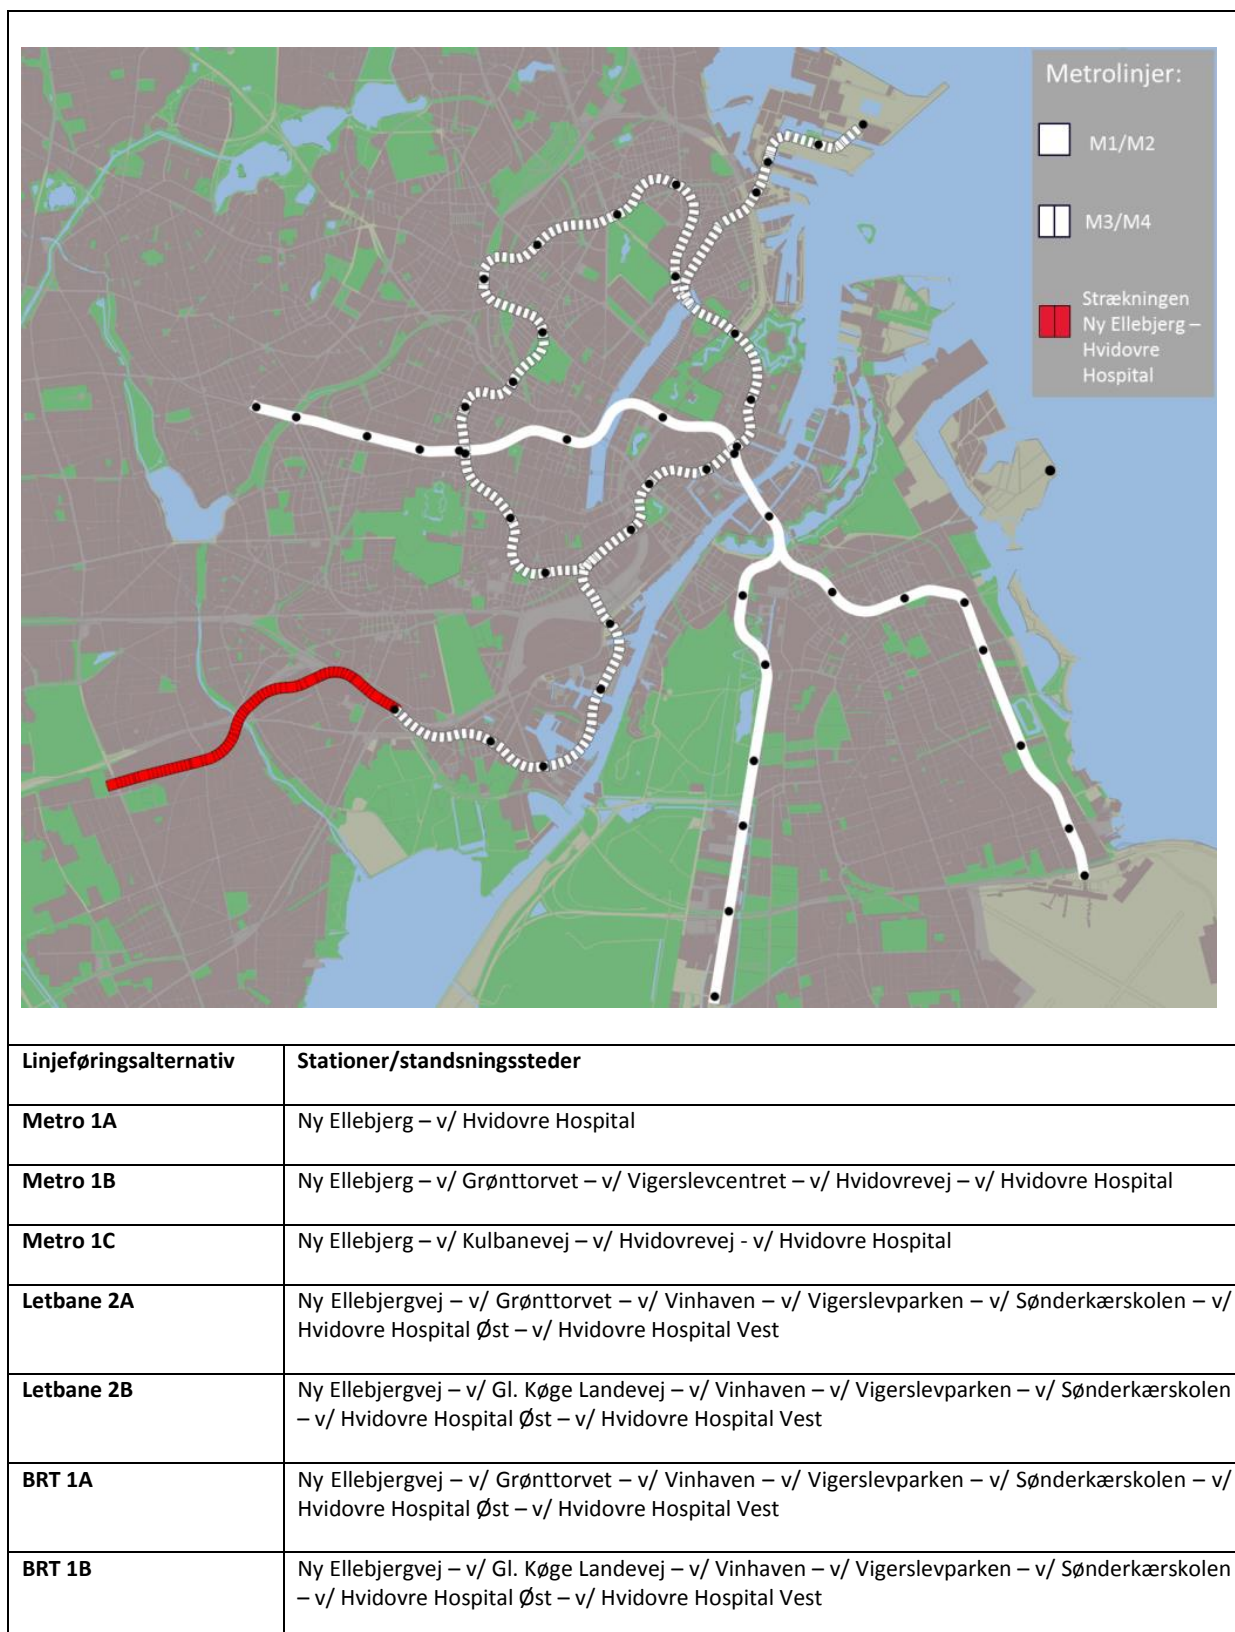 Metrolinjer:
M1/M2
M3/M4
Strækningen
Ny Ellebjerg –
Hvidovre
Hospital
Linjeføringsalternativ Stationer/standsningssteder
Metro 1A Ny Ellebjerg – v/ Hvidovre Hospital
Metro 1B Ny Ellebjerg – v/ Grønttorvet – v/ Vigerslevcentret – v/ Hvidovrevej – v/ Hvidovre Hospital
Metro 1C Ny Ellebjerg – v/ Kulbanevej – v/ Hvidovrevej - v/ Hvidovre Hospital
Letbane 2A Ny Ellebjergvej – v/ Grønttorvet – v/ Vinhaven – v/ Vigerslevparken – v/ Sønderkærskolen – v/
Hvidovre Hospital Øst – v/ Hvidovre Hospital Vest
Letbane 2B Ny Ellebjergvej – v/ Gl. Køge Landevej – v/ Vinhaven – v/ Vigerslevparken – v/ Sønderkærskolen
– v/ Hvidovre Hospital Øst – v/ Hvidovre Hospital Vest
BRT 1A Ny Ellebjergvej – v/ Grønttorvet – v/ Vinhaven – v/ Vigerslevparken – v/ Sønderkærskolen – v/
Hvidovre Hospital Øst – v/ Hvidovre Hospital Vest
BRT 1B Ny Ellebjergvej – v/ Gl. Køge Landevej – v/ Vinhaven – v/ Vigerslevparken – v/ Sønderkærskolen
– v/ Hvidovre Hospital Øst – v/ Hvidovre Hospital Vest